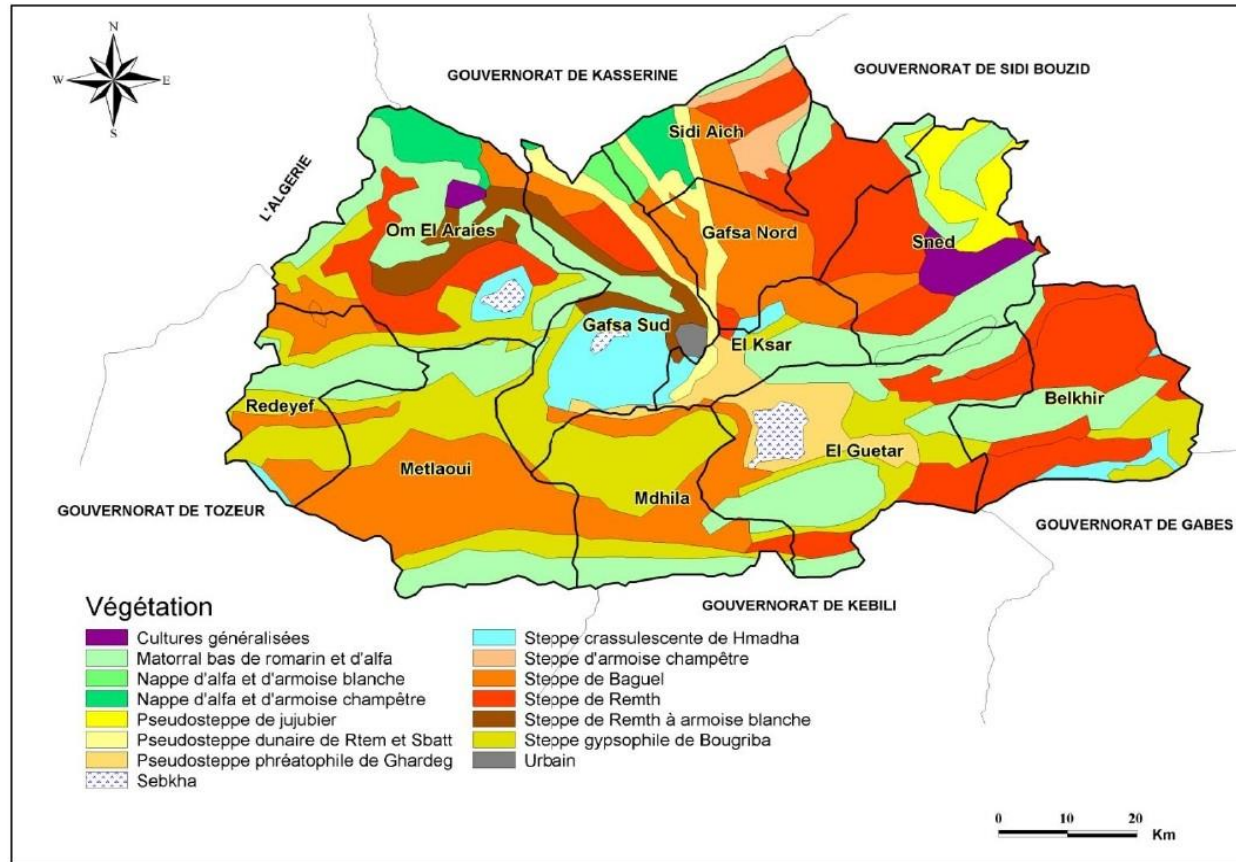 N
W
E
S
GOUVERNORAT DE KASSERINE
GOUVERNORAT DE SIDI BOUZID
L'ALGERIE
Sidi Aich
Om El Araies
Gafsa Nord
Sned
Gafsa Sud
El Ksar
Redeyef
Belkhir
Metlaoui
El Guetar
Mdhila
GOUVERNORAT DE TOZEUR
GOUVERNORAT DE GABES
GOUVERNORAT DE KEBILI
Végétation
Cultures généralisées
Matorral bas de romarin et d'alfa
Nappe d'alfa et d'armoise blanche
Nappe d'alfa et d'armoise champêtre
Pseudosteppe de jujubier
Pseudosteppe dunaire de Rtem et Sbatt
Pseudosteppe phréatophile de Ghardeg
Sebkha
Steppe crassulescente de Hmadha
Steppe d'armoise champêtre
Steppe de Baguel
Steppe de Remth
Steppe de Remth à armoise blanche
Steppe gypsophile de Bougriba
Urbain
0 10 20
Km